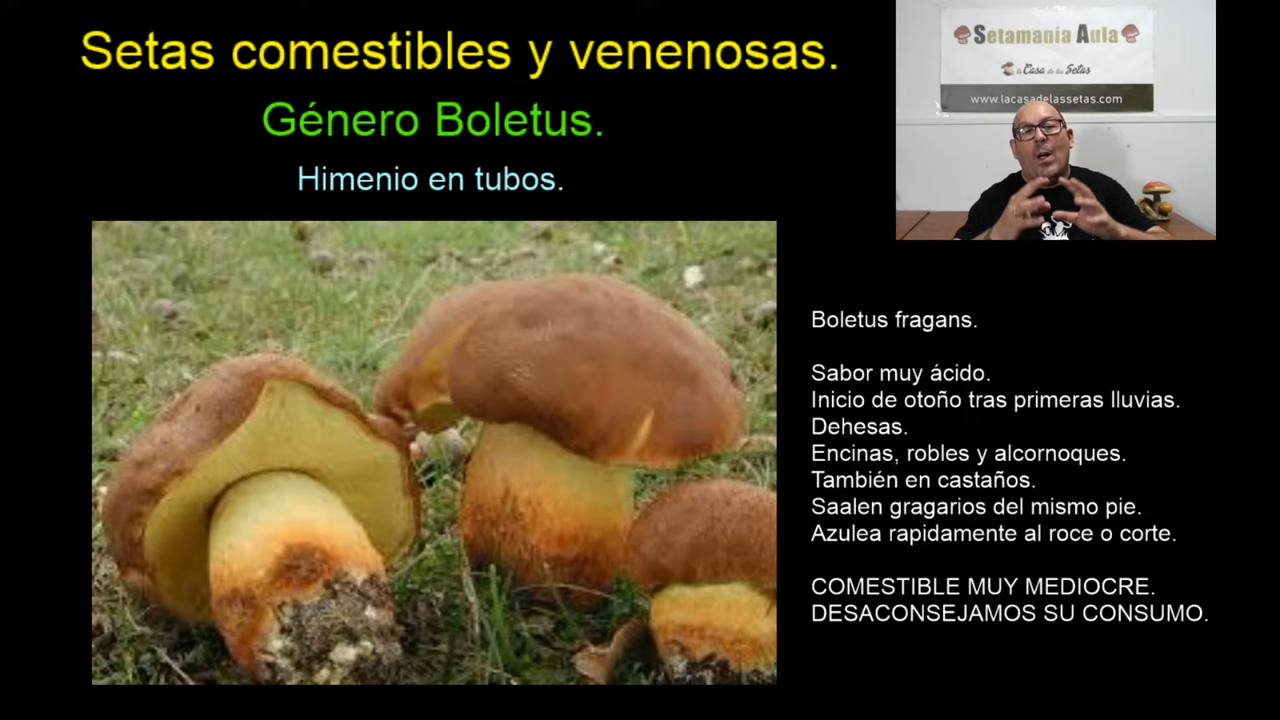 Setas comestibles y venenosas.
Género Boletus.
Himenio en tubos.
Setamanía Aula
la Casa de las Setas
www.lacasadelassetas.com
Boletus fragans.
Sabor muy ácido.
Inicio de otoño tras primeras lluvias.
Dehesas.
Encinas, robles y alcornoques.
También en castaños.
Saalen gragarios del mismo pie.
Azulea rapidamente al roce o corte.
COMESTIBLE MUY MEDIOCRE.
DESACONSEJAMOS SU CONSUMO.